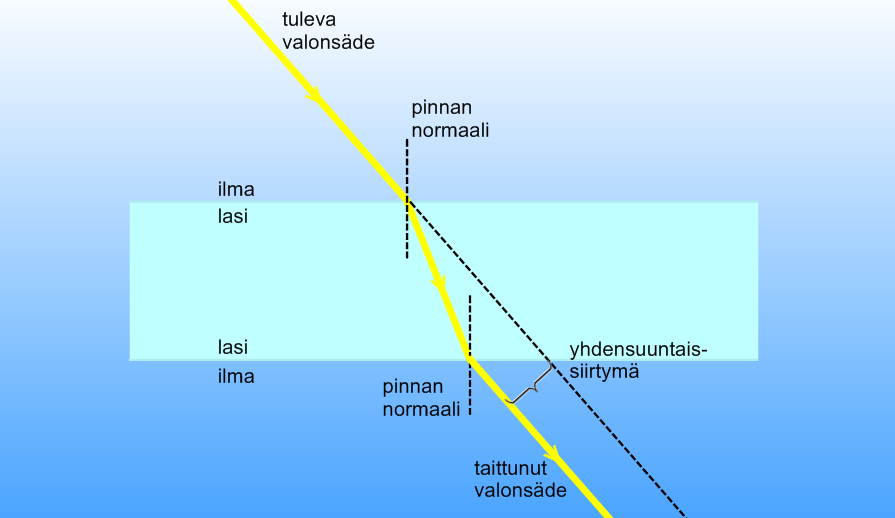 tuleva
valonsäde
pinnan
normaali
ilma
lasi
lasi
ilma
yhdensuuntais-
siirtymä
pinnan
normaali
taittunut
valonsäde